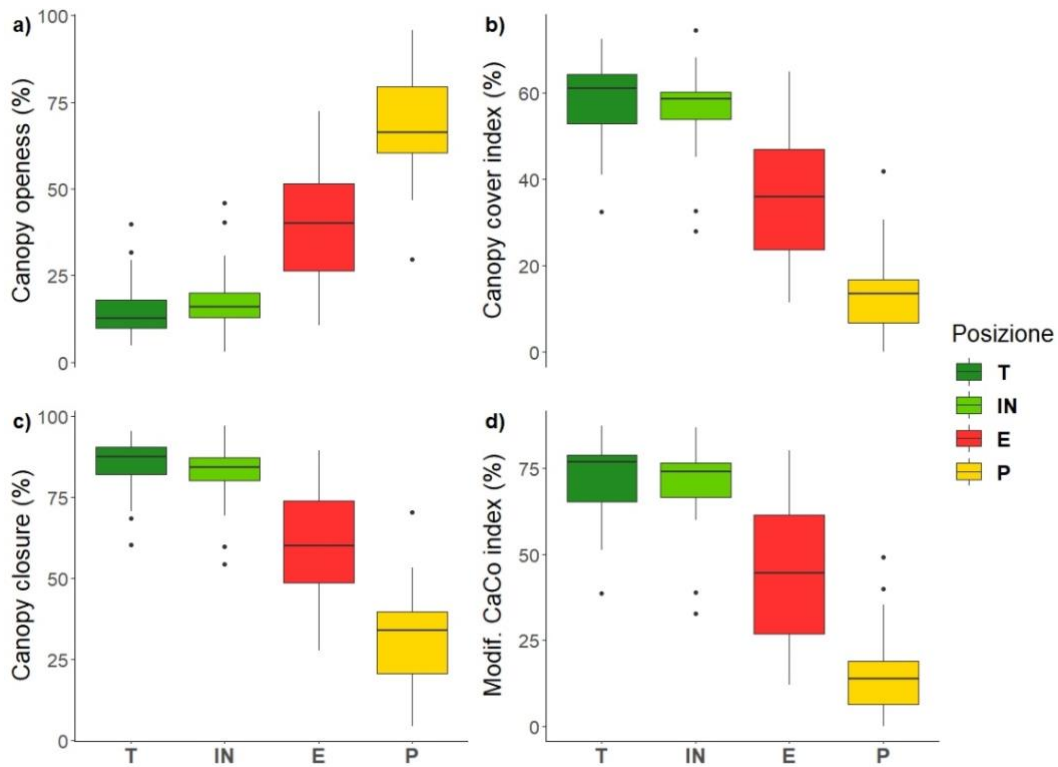 a)
Canopy openess (%)
100
75
50
25
0
b)
Canopy cover index (%)
60
40
20
0
c)
Canopy closure (%)
100
75
50
25
0
T IN E P
d)
Modif. CaCo index (%)
75
50
25
0
T IN E P
Posizione
T
IN
E
P